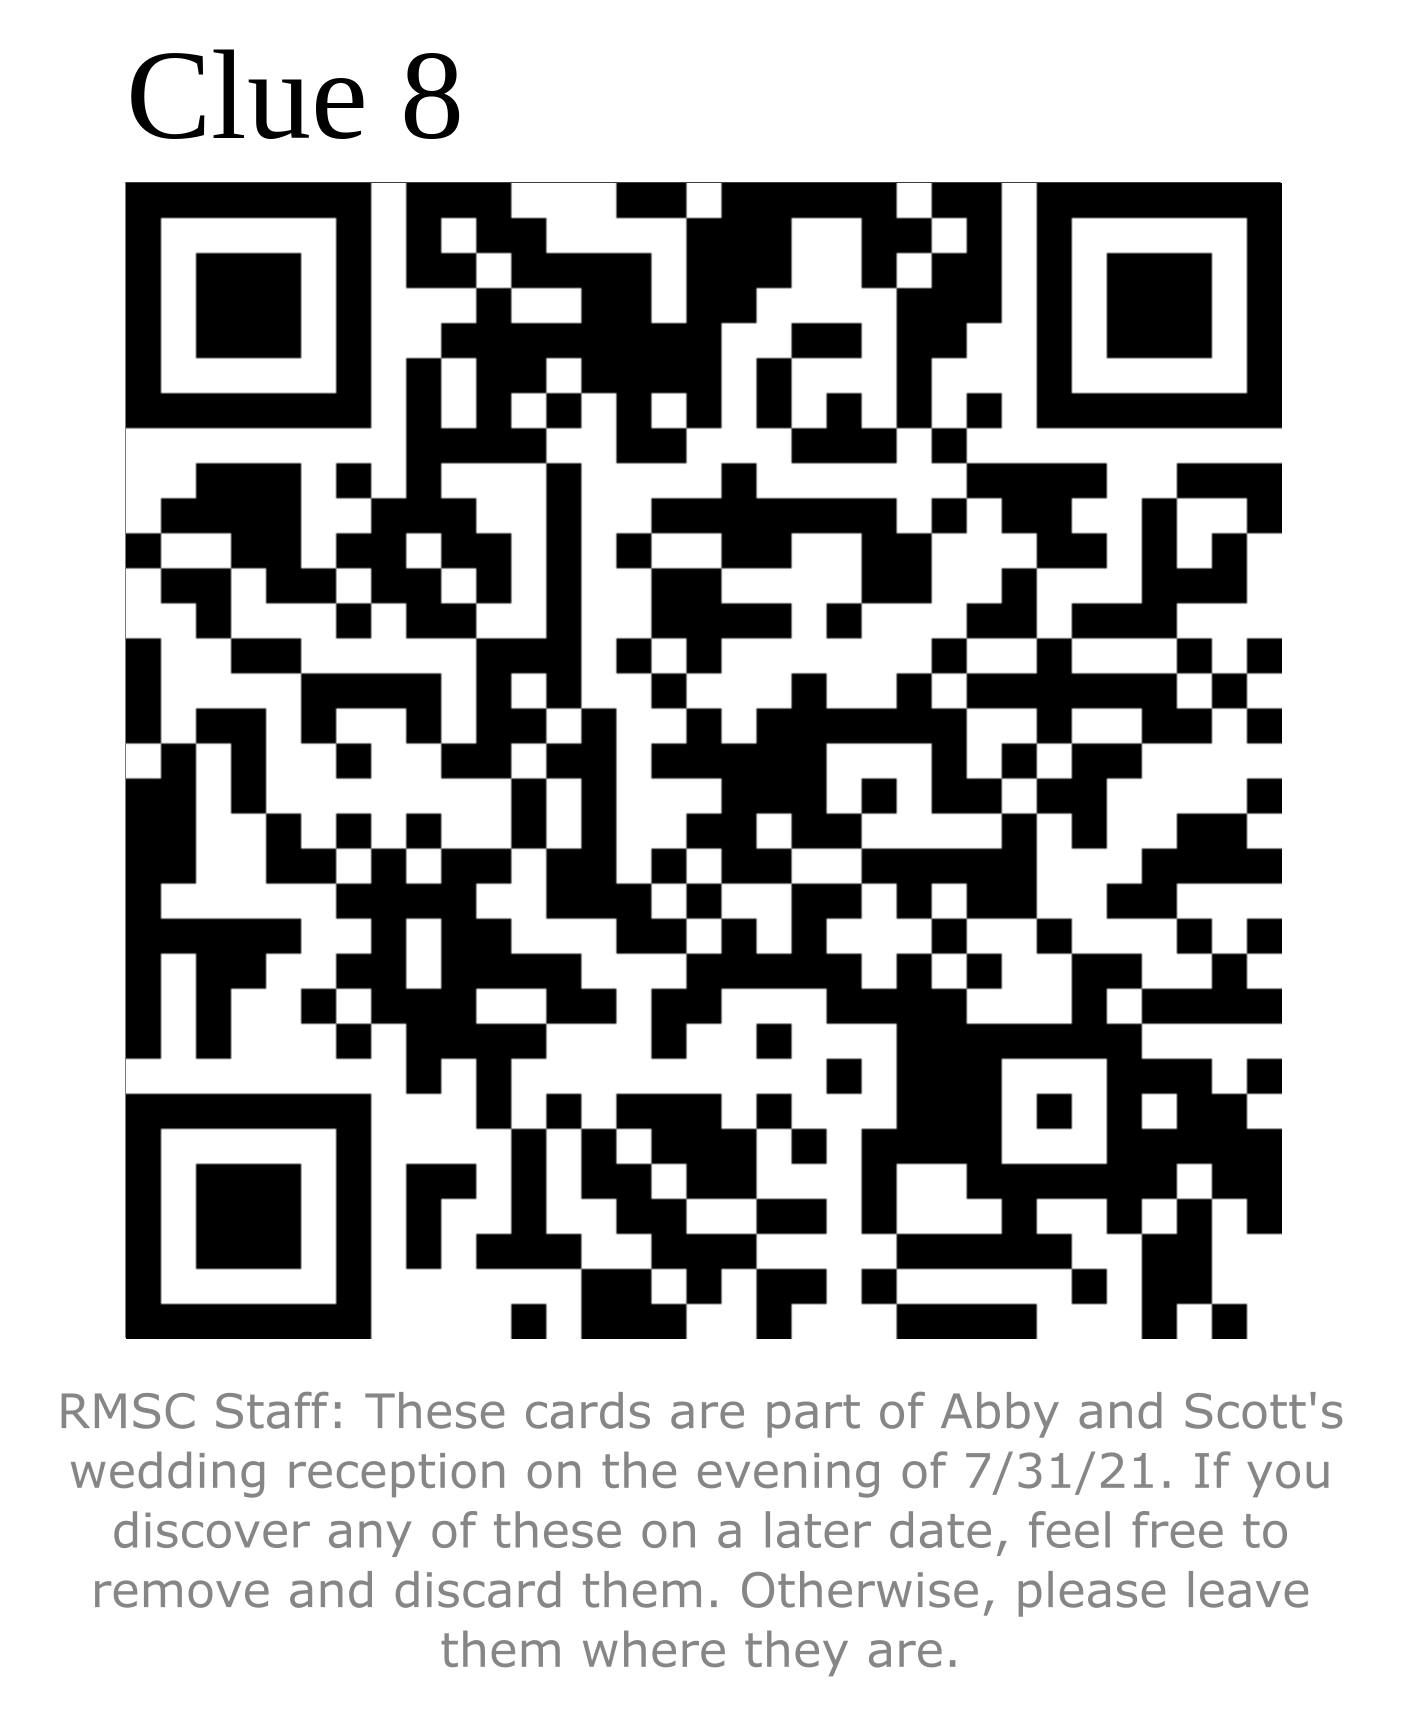 Clue 8
RMSC Staff: These cards are part of Abby and Scott's
wedding reception on the evening of 7/31/21. If you
discover any of these on a later date, feel free to
remove and discard them. Otherwise, please leave
them where they are.